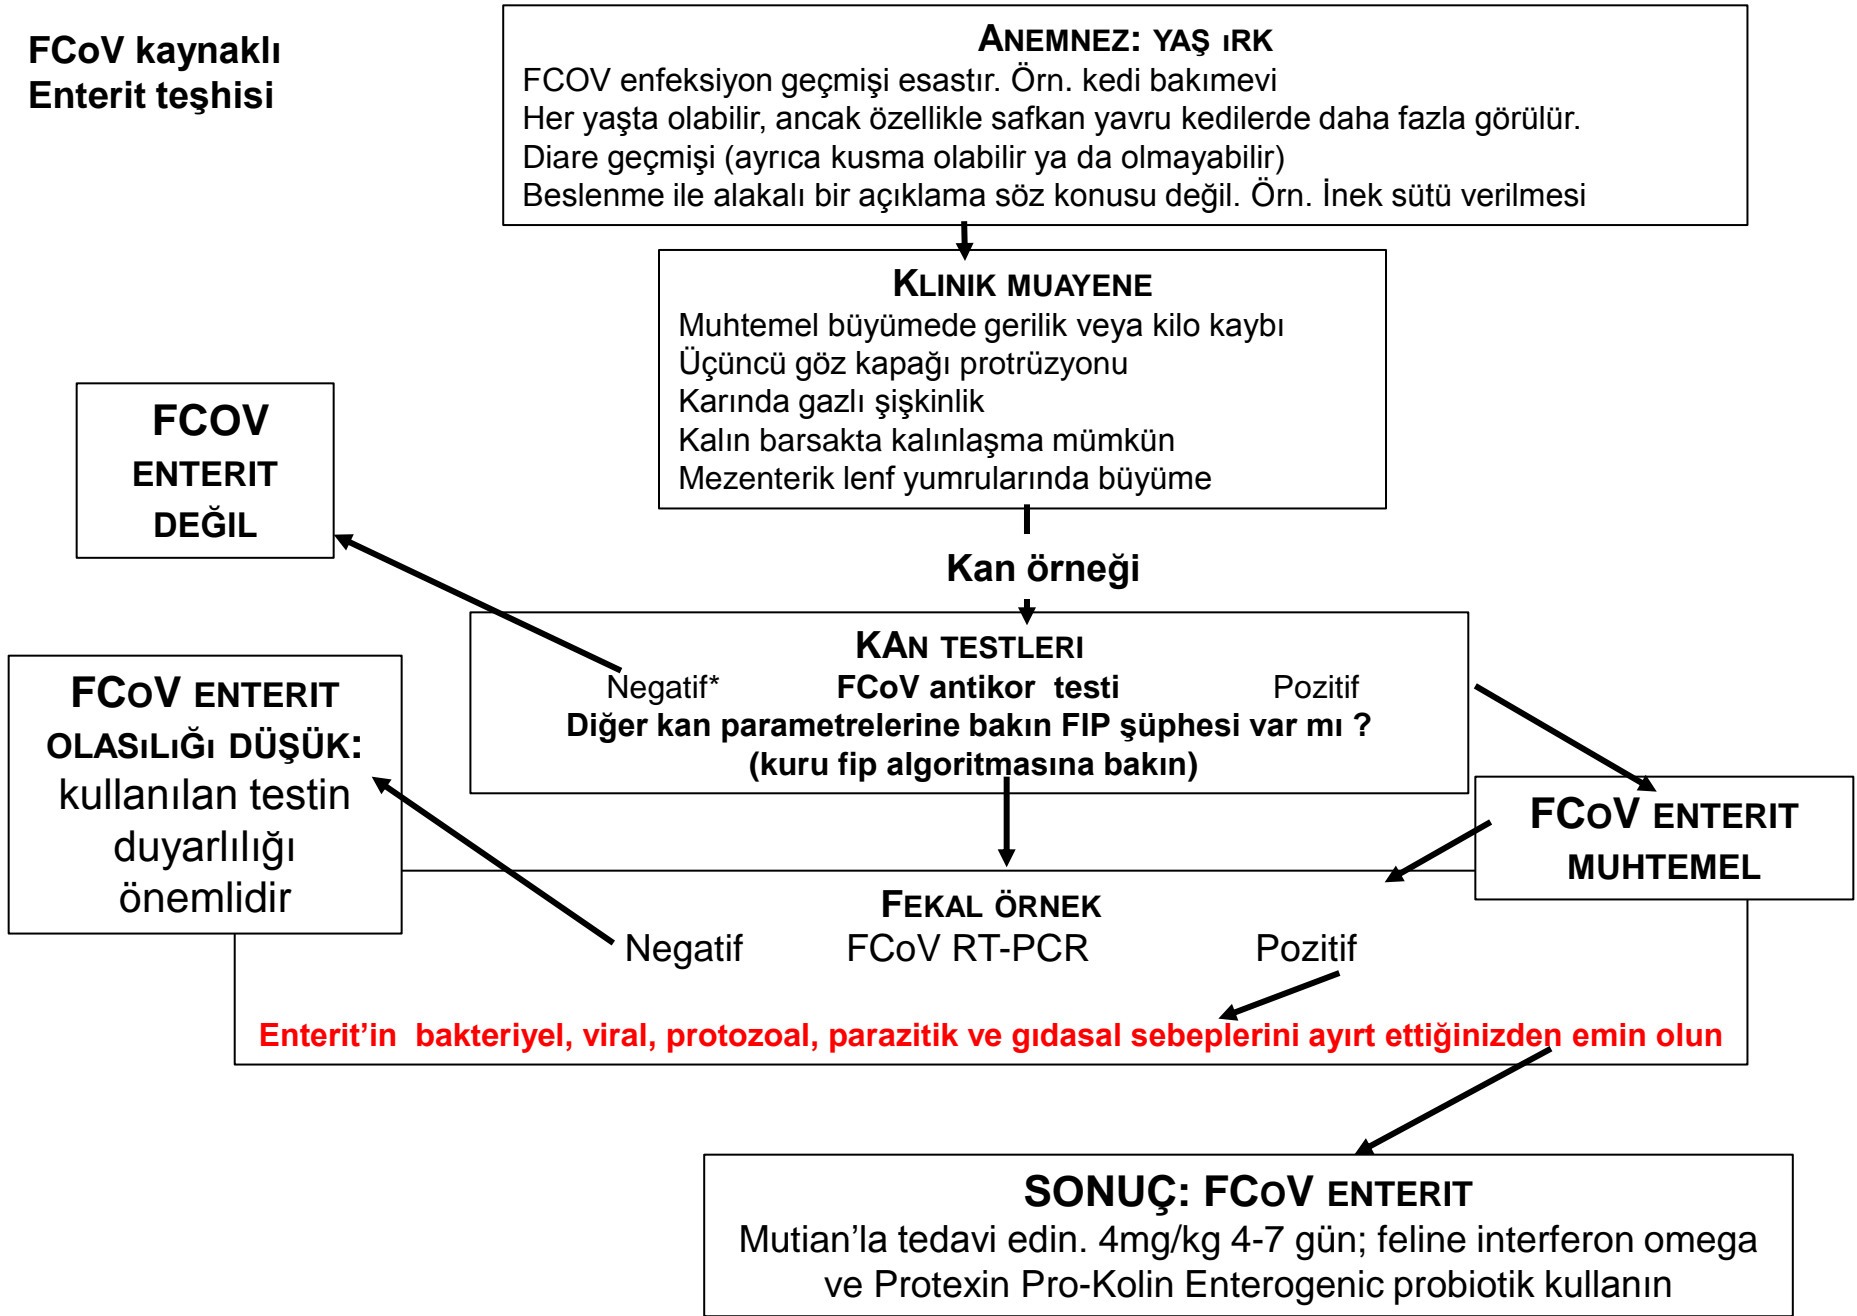 FCoV kaynaklı
Enterit teşhisi
ANEMNEZ: YAŞ ıRK
FCOV enfeksiyon geçmişi esastır. Örn. kedi bakımevi
Her yaşta olabilir, ancak özellikle safkan yavru kedilerde daha fazla görülür.
Diare geçmişi (ayrıca kusma olabilir ya da olmayabilir)
Beslenme ile alakalı bir açıklama söz konusu değil. Örn. İnek sütü verilmesi
KLINIK MUAYENE
Muhtemel büyümede gerilik veya kilo kaybı
Üçüncü göz kapağı protrüzyonu
Karında gazlı şişkinlik
Kalın barsakta kalınlaşma mümkün
Mezenterik lenf yumrularında büyüme
FCOV
ENTERIT
DEĞIL
Kan örneği
KAN TESTLERI
Negatif* FCoV antikor testi Pozitif
Diğer kan parametrelerine bakın FIP şüphesi var mı ?
(kuru fip algoritmasına bakın)
FCOV ENTERIT
OLASıLıĞı DÜŞÜK:
kullanılan testin
duyarlılığı
önemlidir
FCOV ENTERIT
MUHTEMEL
FEKAL ÖRNEK
Negatif FCoV RT-PCR Pozitif
Enterit’in bakteriyel, viral, protozoal, parazitik ve gıdasal sebeplerini ayırt ettiğinizden emin olun
SONUÇ: FCOV ENTERIT
Mutian’la tedavi edin. 4mg/kg 4-7 gün; feline interferon omega
ve Protexin Pro-Kolin Enterogenic probiotik kullanın